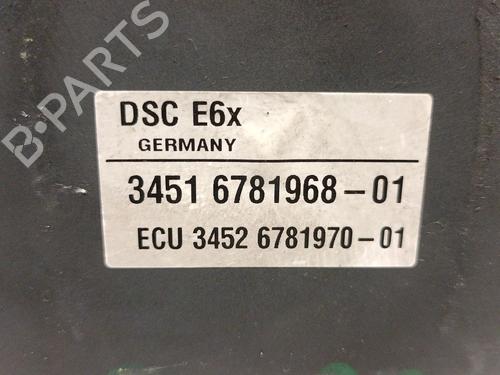 B-PARTS
DSC E6x
GERMANY
3451 6781968-01
ECU 3452 6781970-01